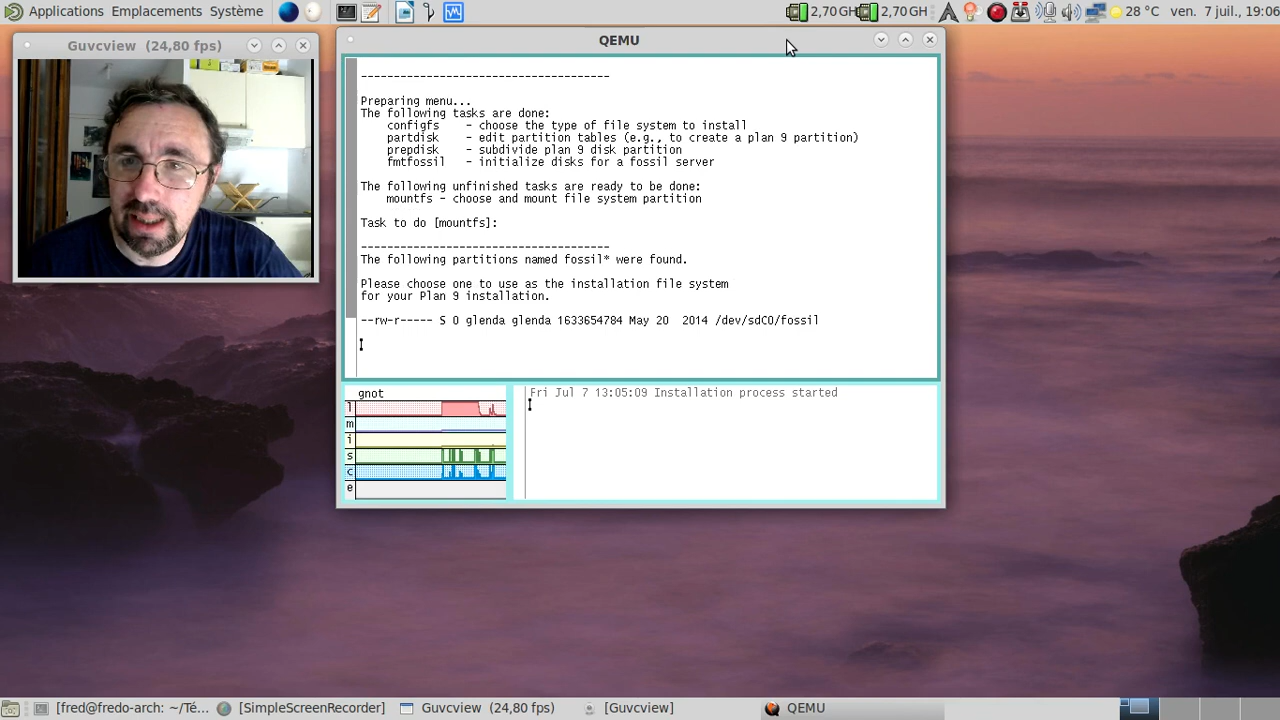 Applications Emplacements Système 2,70 GH 2,70 GH 28 °C ven. 7 juil., 19:06
Guvcview (24,80 fps)
QEMU
-------------------------------------
Preparing menu...
The following tasks are done:
configfs - choose the type of file system to install
partdisk - edit partition tables (e.g., to create a plan 9 partition)
prepdisk - subdivide plan 9 disk partition
fmtfossil - initialize disks for a fossil server
The following unfinished tasks are ready to be done:
mountfs - choose and mount file system partition
Task to do [mountfs]:
-------------------------------------
The following partitions named fossil* were found.
Please choose one to use as the installation file system
for your Plan 9 installation.
--rw-r----- S 0 glenda glenda 1633654784 May 20 2014 /dev/sdC0/fossil
gnot
l
m
i
s
c
e
Fri Jul 7 13:05:09 Installation process started
[fred@fredo-arch: ~/Té... [SimpleScreenRecorder] Guvcview (24,80 fps) [Guvcview] QEMU